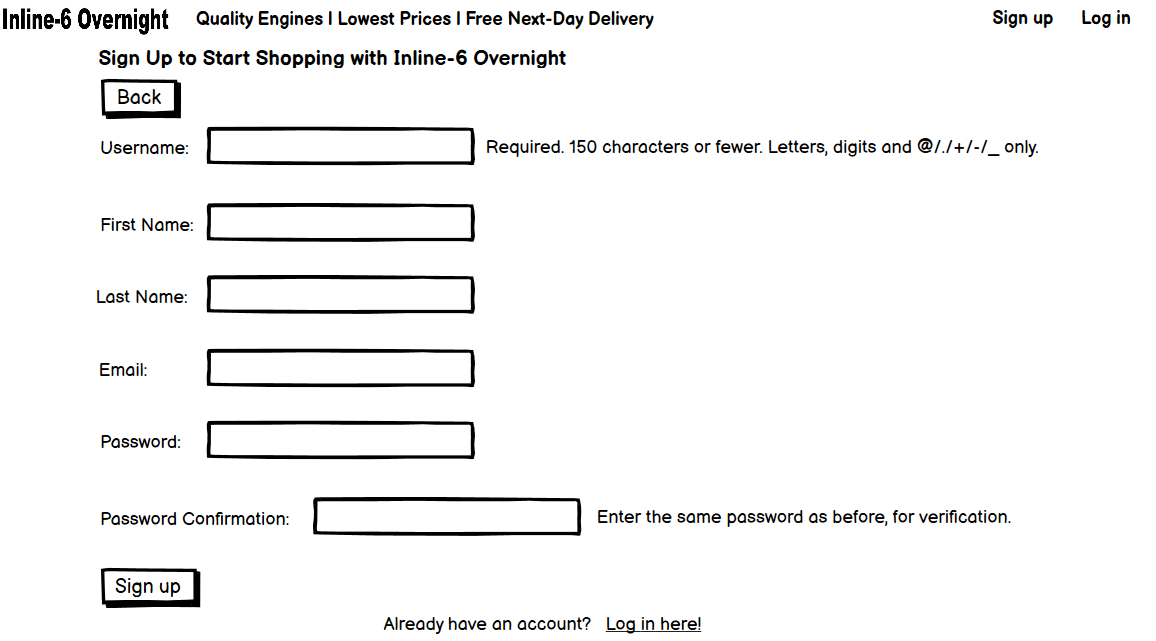 Inline-6 Overnight Quality Engines | Lowest Prices | Free Next-Day Delivery Sign up Log in
Sign Up to Start Shopping with Inline-6 Overnight
Back
Username: Required. 150 characters or fewer. Letters, digits and @/./+/-/_ only.
First Name:
Last Name:
Email:
Password:
Password Confirmation: Enter the same password as before, for verification.
Sign up
Already have an account? Log in here!